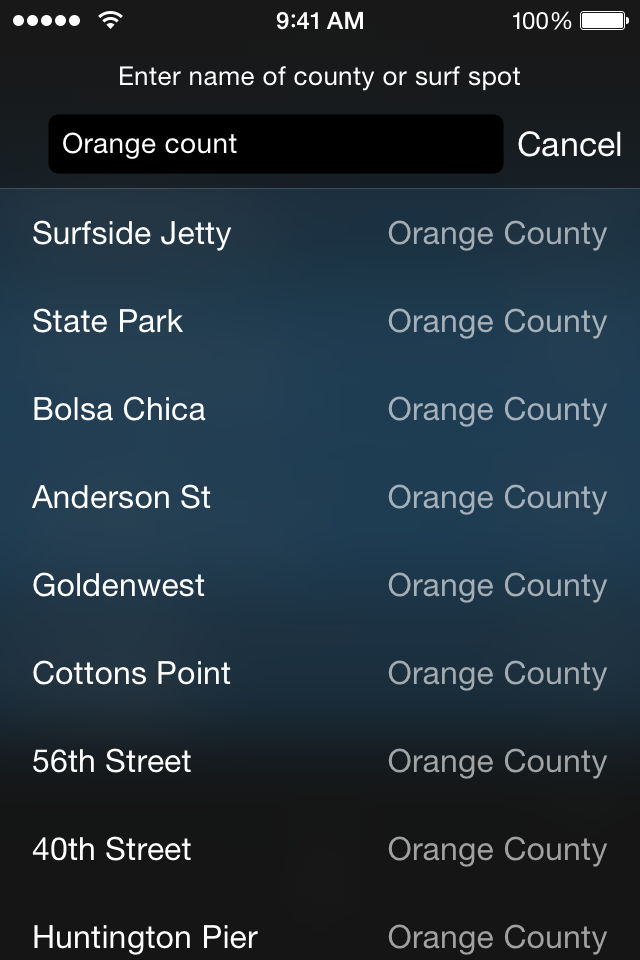 9:41 AM 100%
Enter name of county or surf spot
Orange count Cancel
Surfside Jetty Orange County
State Park Orange County
Bolsa Chica Orange County
Anderson St Orange County
Goldenwest Orange County
Cottons Point Orange County
56th Street Orange County
40th Street Orange County
Huntington Pier Orange County